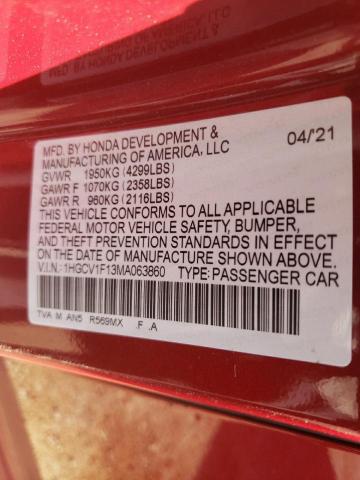 MFD. BY HONDA DEVELOPMENT & 04/21
MANUFACTURING OF AMERICA, LLC
GVWR 1950KG (4299LBS)
GAWR F 1070KG (2358LBS)
GAWR R 960KG (2116LBS)
THIS VEHICLE CONFORMS TO ALL APPLICABLE
FEDERAL MOTOR VEHICLE SAFETY, BUMPER,
AND THEFT PREVENTION STANDARDS IN EFFECT
ON THE DATE OF MANUFACTURE SHOWN ABOVE.
V.I.N.: 1HGCV1F13MA063860 TYPE: PASSENGER CAR
TVA M AN5 R569MX .F .A